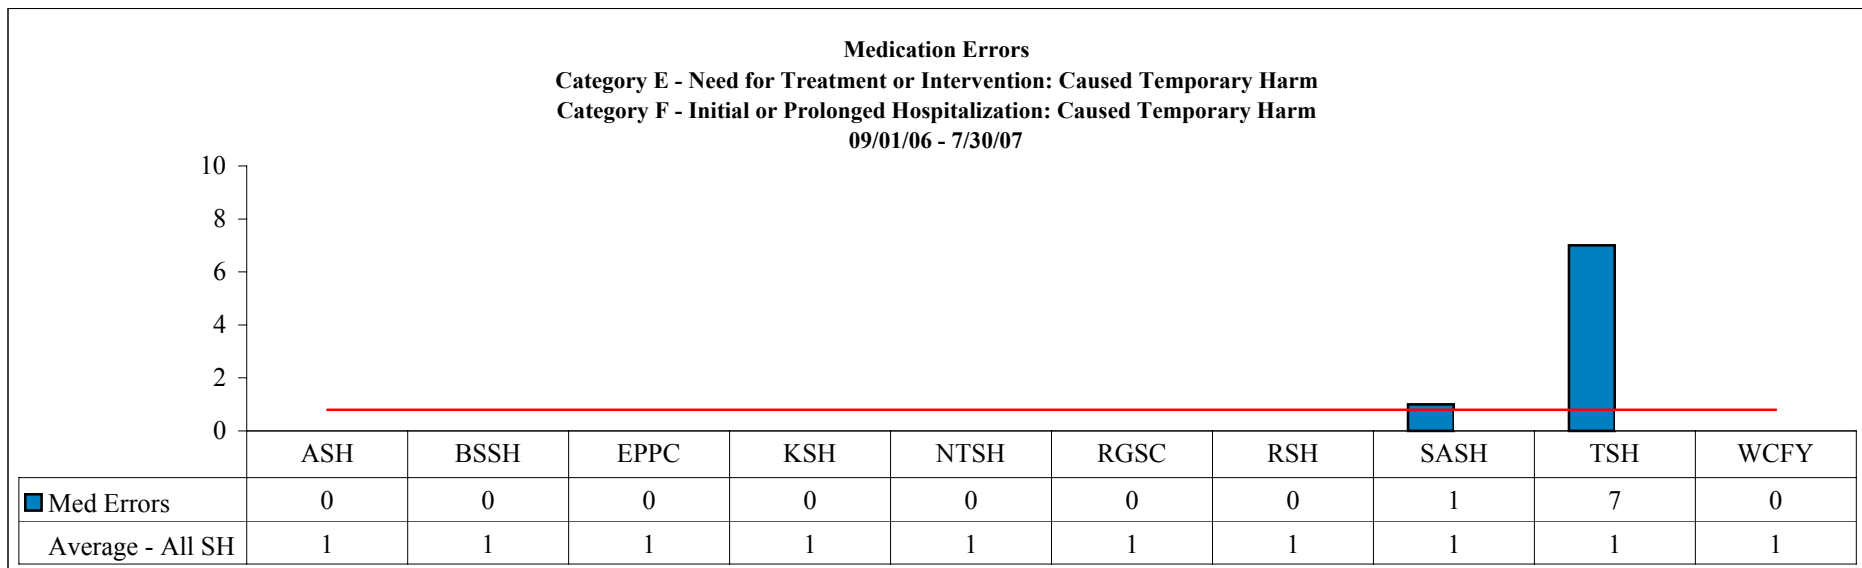 Medication Errors
Category E - Need for Treatment or Intervention: Caused Temporary Harm
Category F - Initial or Prolonged Hospitalization: Caused Temporary Harm
09/01/06 - 7/30/07
10
8
6
4
2
0
ASH BSSH EPPC KSH NTSH RGSC RSH SASH TSH WCFY
Med Errors 0 0 0 0 0 0 0 1 7 0
Average - All SH 1 1 1 1 1 1 1 1 1 1